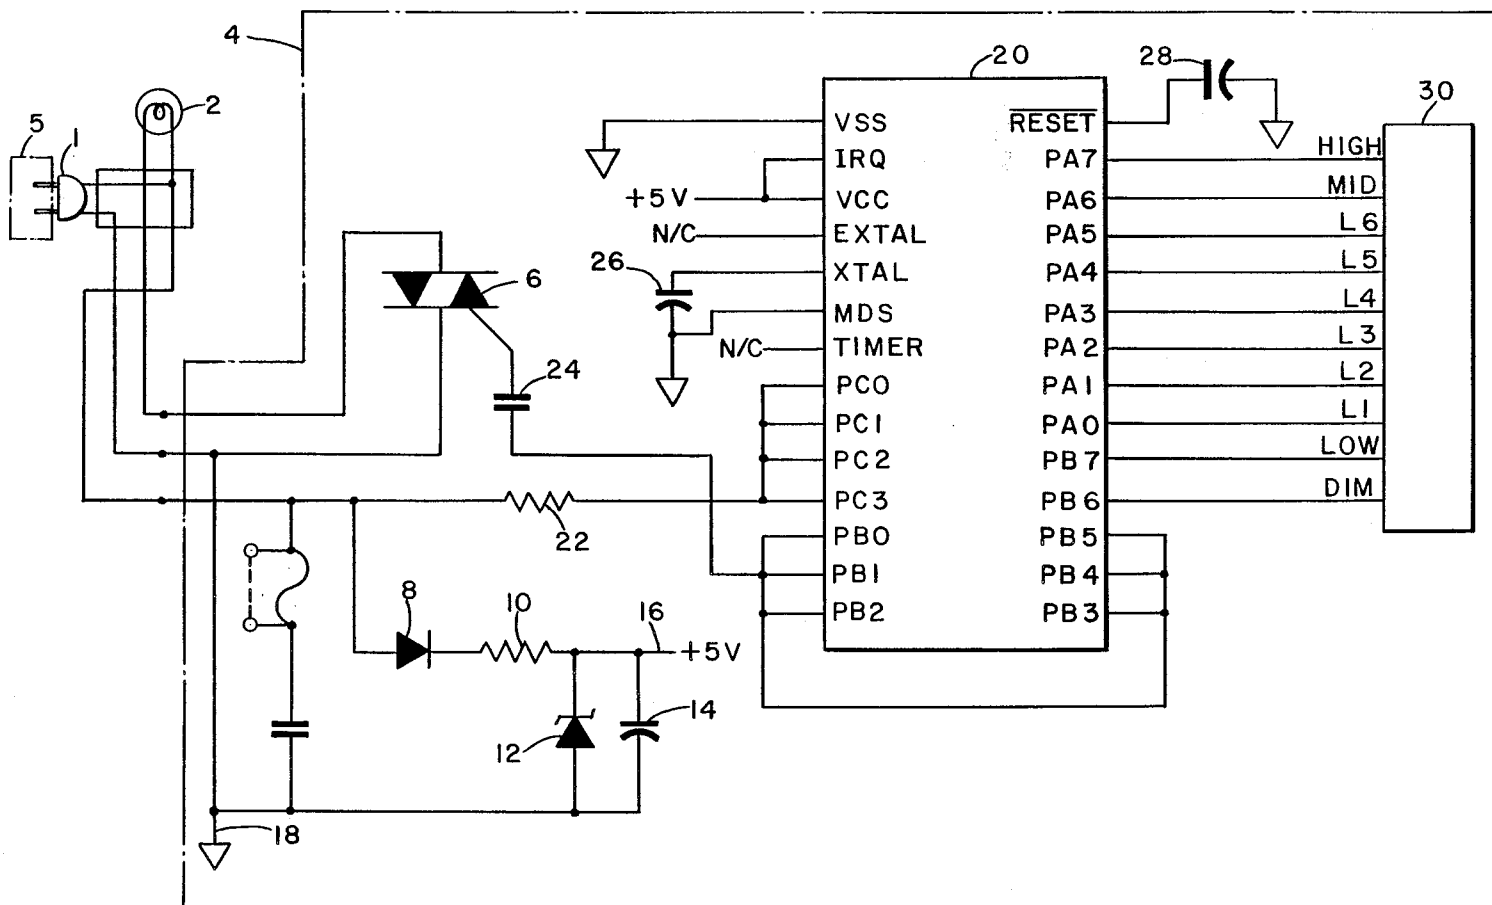 4
20
28
30
5
1
2
VSS
RESET
HIGH
IRQ
PA7
+5V
VCC
PA6
MID
N/C
EXTAL
PA5
L6
26
XTAL
PA4
L5
6
MDS
PA3
L4
N/C
TIMER
PA2
L3
24
PC0
PA1
L2
PC1
PA0
L1
PC2
PB7
LOW
22
PC3
PB6
DIM
PB0
PB5
PB1
PB4
PB2
PB3
8
10
16
+5V
12
14
18